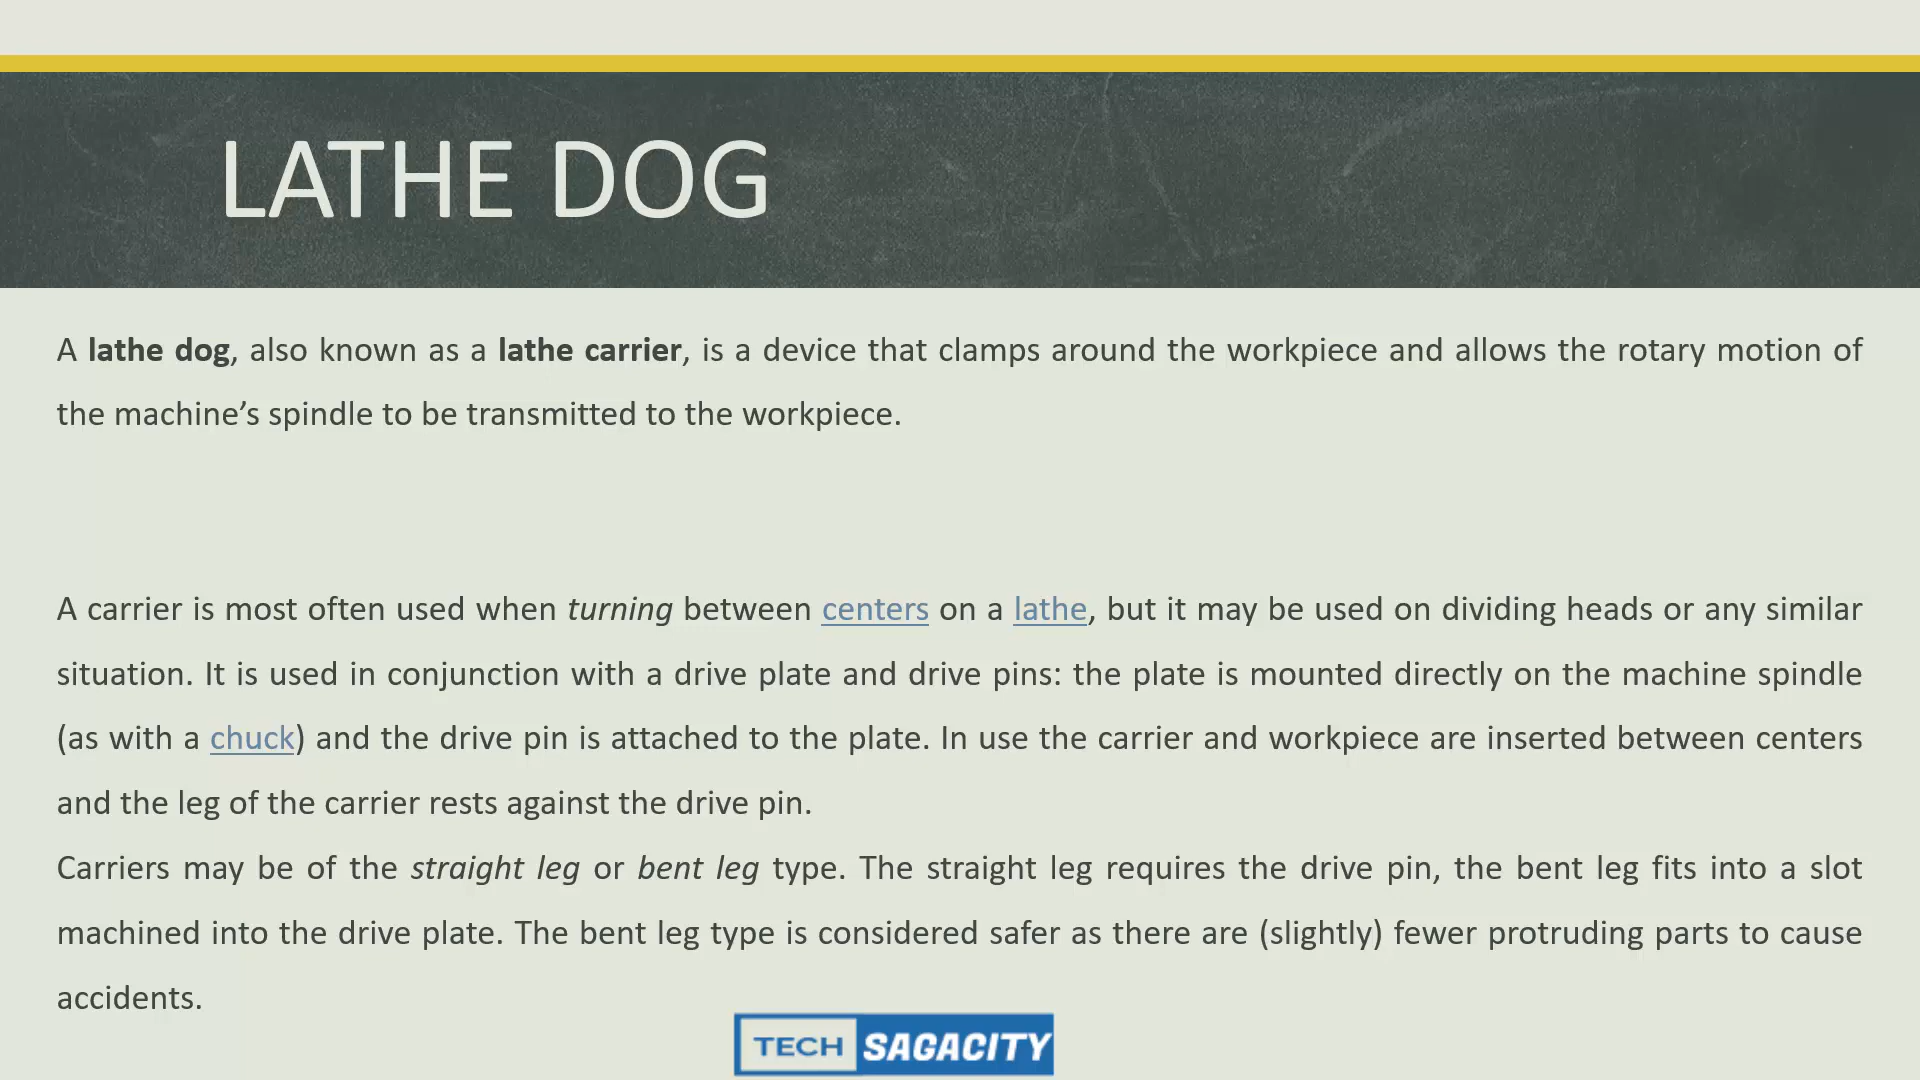 LATHE DOG
A lathe dog, also known as a lathe carrier, is a device that clamps around the workpiece and allows the rotary motion of
the machine’s spindle to be transmitted to the workpiece.
A carrier is most often used when turning between centers on a lathe, but it may be used on dividing heads or any similar
situation. It is used in conjunction with a drive plate and drive pins: the plate is mounted directly on the machine spindle
(as with a chuck) and the drive pin is attached to the plate. In use the carrier and workpiece are inserted between centers
and the leg of the carrier rests against the drive pin.
Carriers may be of the straight leg or bent leg type. The straight leg requires the drive pin, the bent leg fits into a slot
machined into the drive plate. The bent leg type is considered safer as there are (slightly) fewer protruding parts to cause
accidents.
TECH SAGACITY